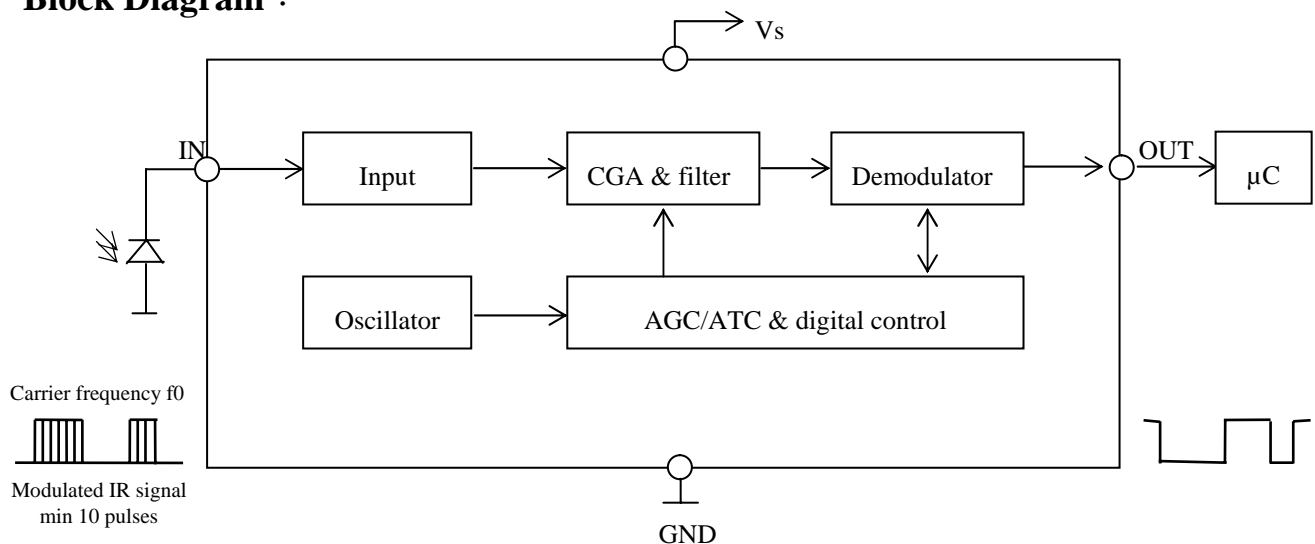 Block Diagram :
Vs
IN
Input
CGA & filter
Demodulator
OUT
µC
Oscillator
AGC/ATC & digital control
Carrier frequency f0
Modulated IR signal
min 10 pulses
GND